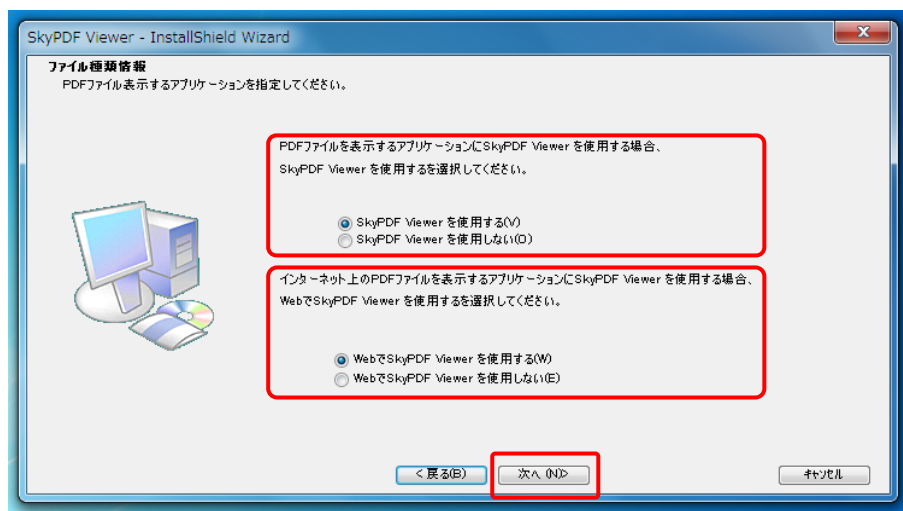 SkyPDF Viewer - InstallShield Wizard
ファイル種類情報
PDFファイル表示するアプリケーションを指定してください。
PDFファイルを表示するアプリケーションにSkyPDF Viewer を使用する場合、
SkyPDF Viewer を使用するを選択してください。
SkyPDF Viewer を使用する(V)
SkyPDF Viewer を使用しない(O)
インターネット上のPDFファイルを表示するアプリケーションにSkyPDF Viewer を使用する場合、
WebでSkyPDF Viewer を使用するを選択してください。
WebでSkyPDF Viewer を使用する(W)
WebでSkyPDF Viewer を使用しない(E)
< 戻る(B)
次へ (N)>
キャンセル